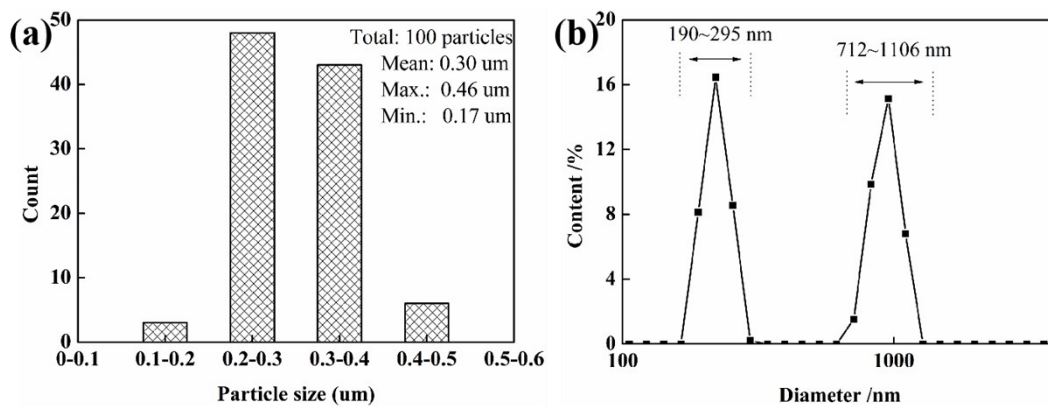 (a)
50
40
30
20
10
0
Count
Total: 100 particles
Mean: 0.30 um
Max.: 0.46 um
Min.: 0.17 um
0-0.1 0.1-0.2 0.2-0.3 0.3-0.4 0.4-0.5 0.5-0.6
Particle size (um)
(b)
20
16
12
8
4
0
Content /%
190~295 nm
712~1106 nm
100 1000
Diameter /nm